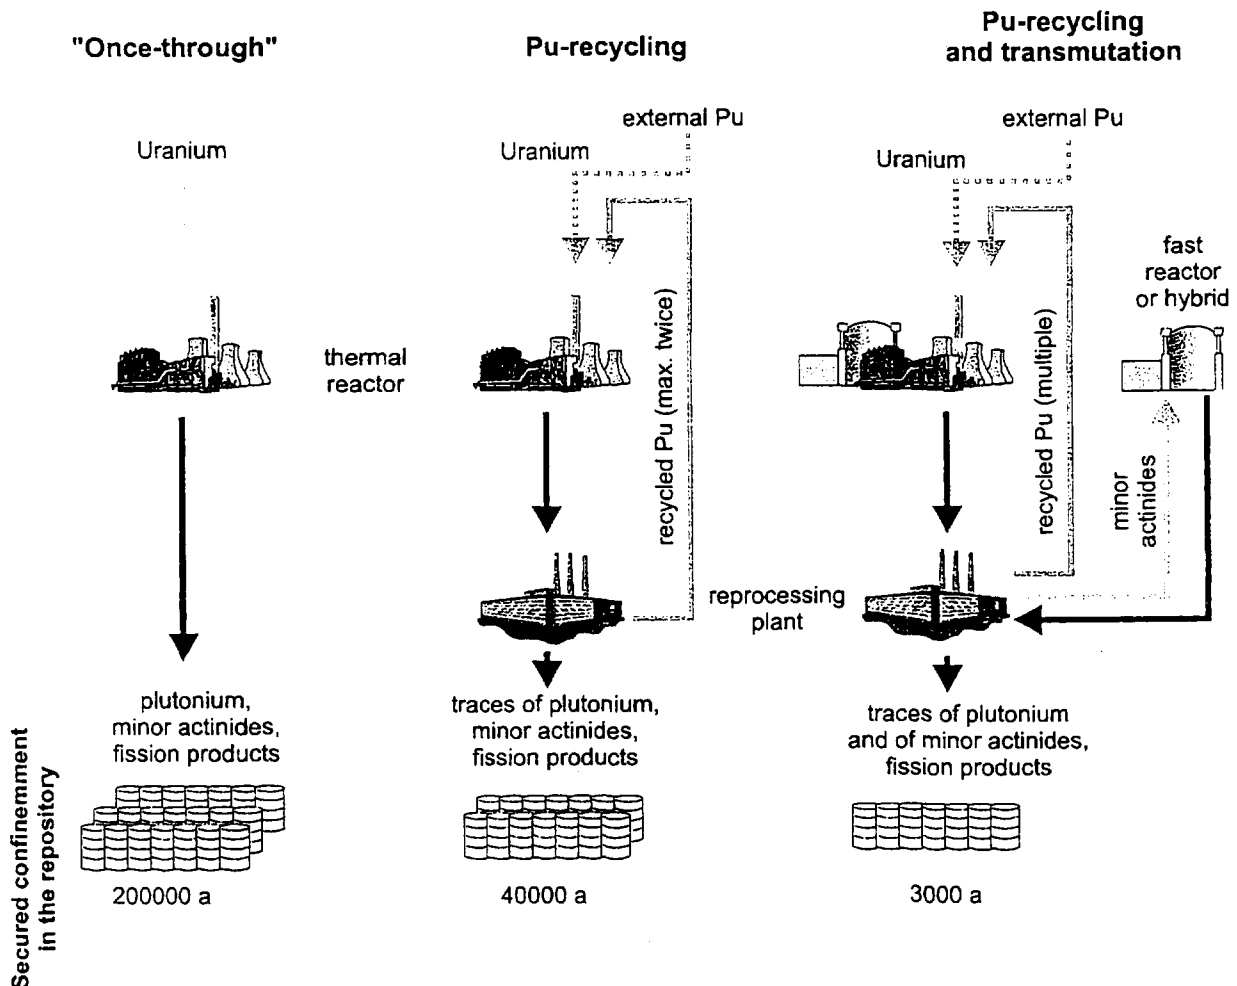 "Once-through"
Pu-recycling
Pu-recycling
and transmutation
Uranium
external Pu
Uranium
external Pu
Uranium
fast
reactor
or hybrid
thermal
reactor
recycled Pu (max. twice)
recycled Pu (multiple)
minor
actinides
reprocessing
plant
plutonium,
minor actinides,
fission products
traces of plutonium,
minor actinides,
fission products
traces of plutonium
and of minor actinides,
fission products
Secured confinemment
in the repository
200000 a
40000 a
3000 a